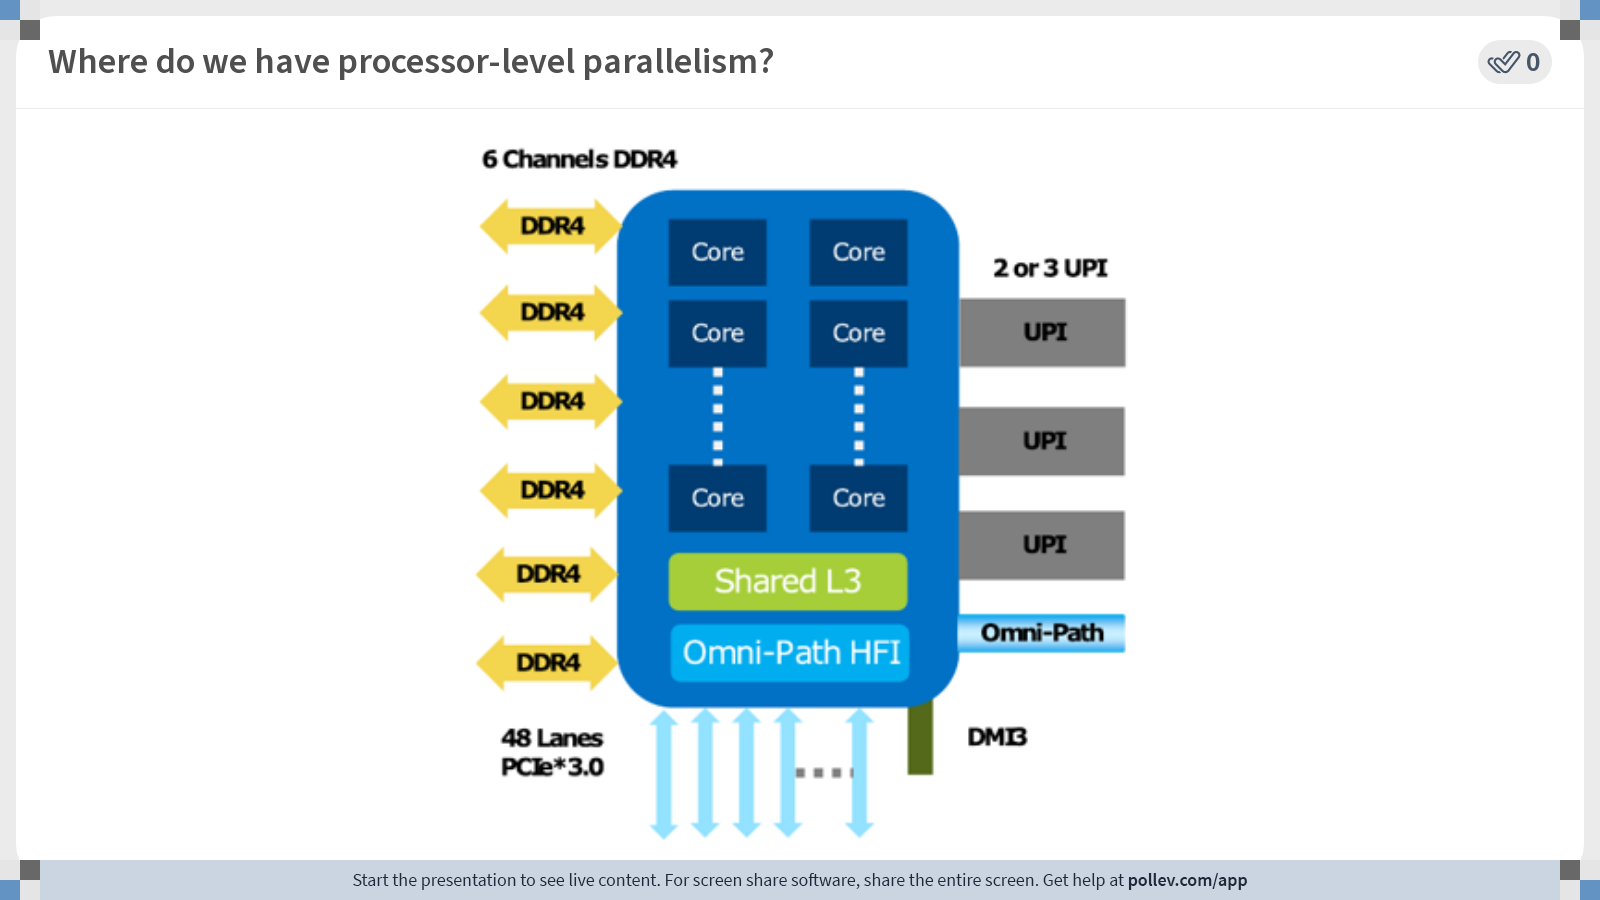 Where do we have processor-level parallelism?
0
6 Channels DDR4
DDR4
DDR4
DDR4
DDR4
DDR4
DDR4
Core Core
Core Core
Core Core
Shared L3
Omni-Path HFI
2 or 3 UPI
UPI
UPI
UPI
Omni-Path
48 Lanes
PCIe*3.0
DMI3
Start the presentation to see live content. For screen share software, share the entire screen. Get help at pollev.com/app